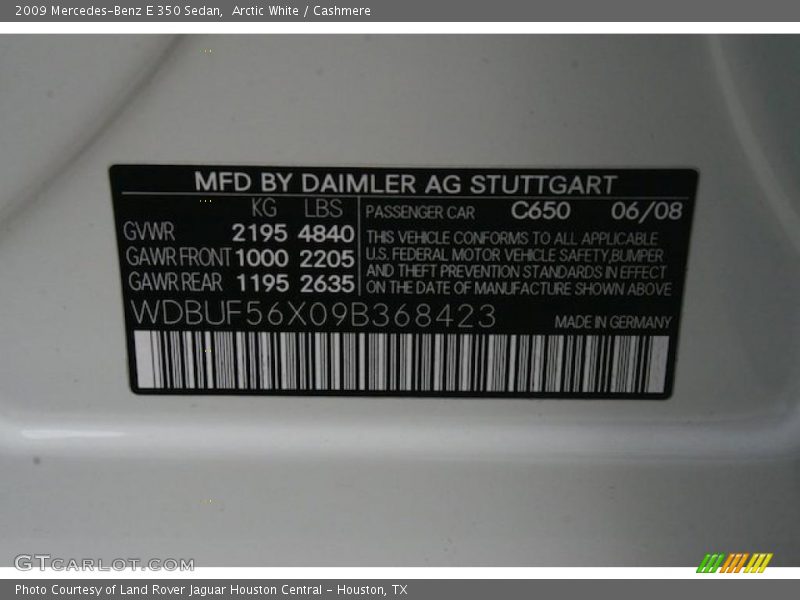 2009 Mercedes-Benz E 350 Sedan,  Arctic White / Cashmere
MFD BY DAIMLER AG STUTTGART
KG LBS
GVWR 2195 4840
GAWR FRONT 1000 2205
GAWR REAR 1195 2635
PASSENGER CAR C650 06/08
THIS VEHICLE CONFORMS TO ALL APPLICABLE
U.S. FEDERAL MOTOR VEHICLE SAFETY,BUMPER
AND THEFT PREVENTION STANDARDS IN EFFECT
ON THE DATE OF MANUFACTURE SHOWN ABOVE
WDBUF56X09B368423
MADE IN GERMANY
GTCARLOT.COM
Photo Courtesy of Land Rover Jaguar Houston Central - Houston, TX